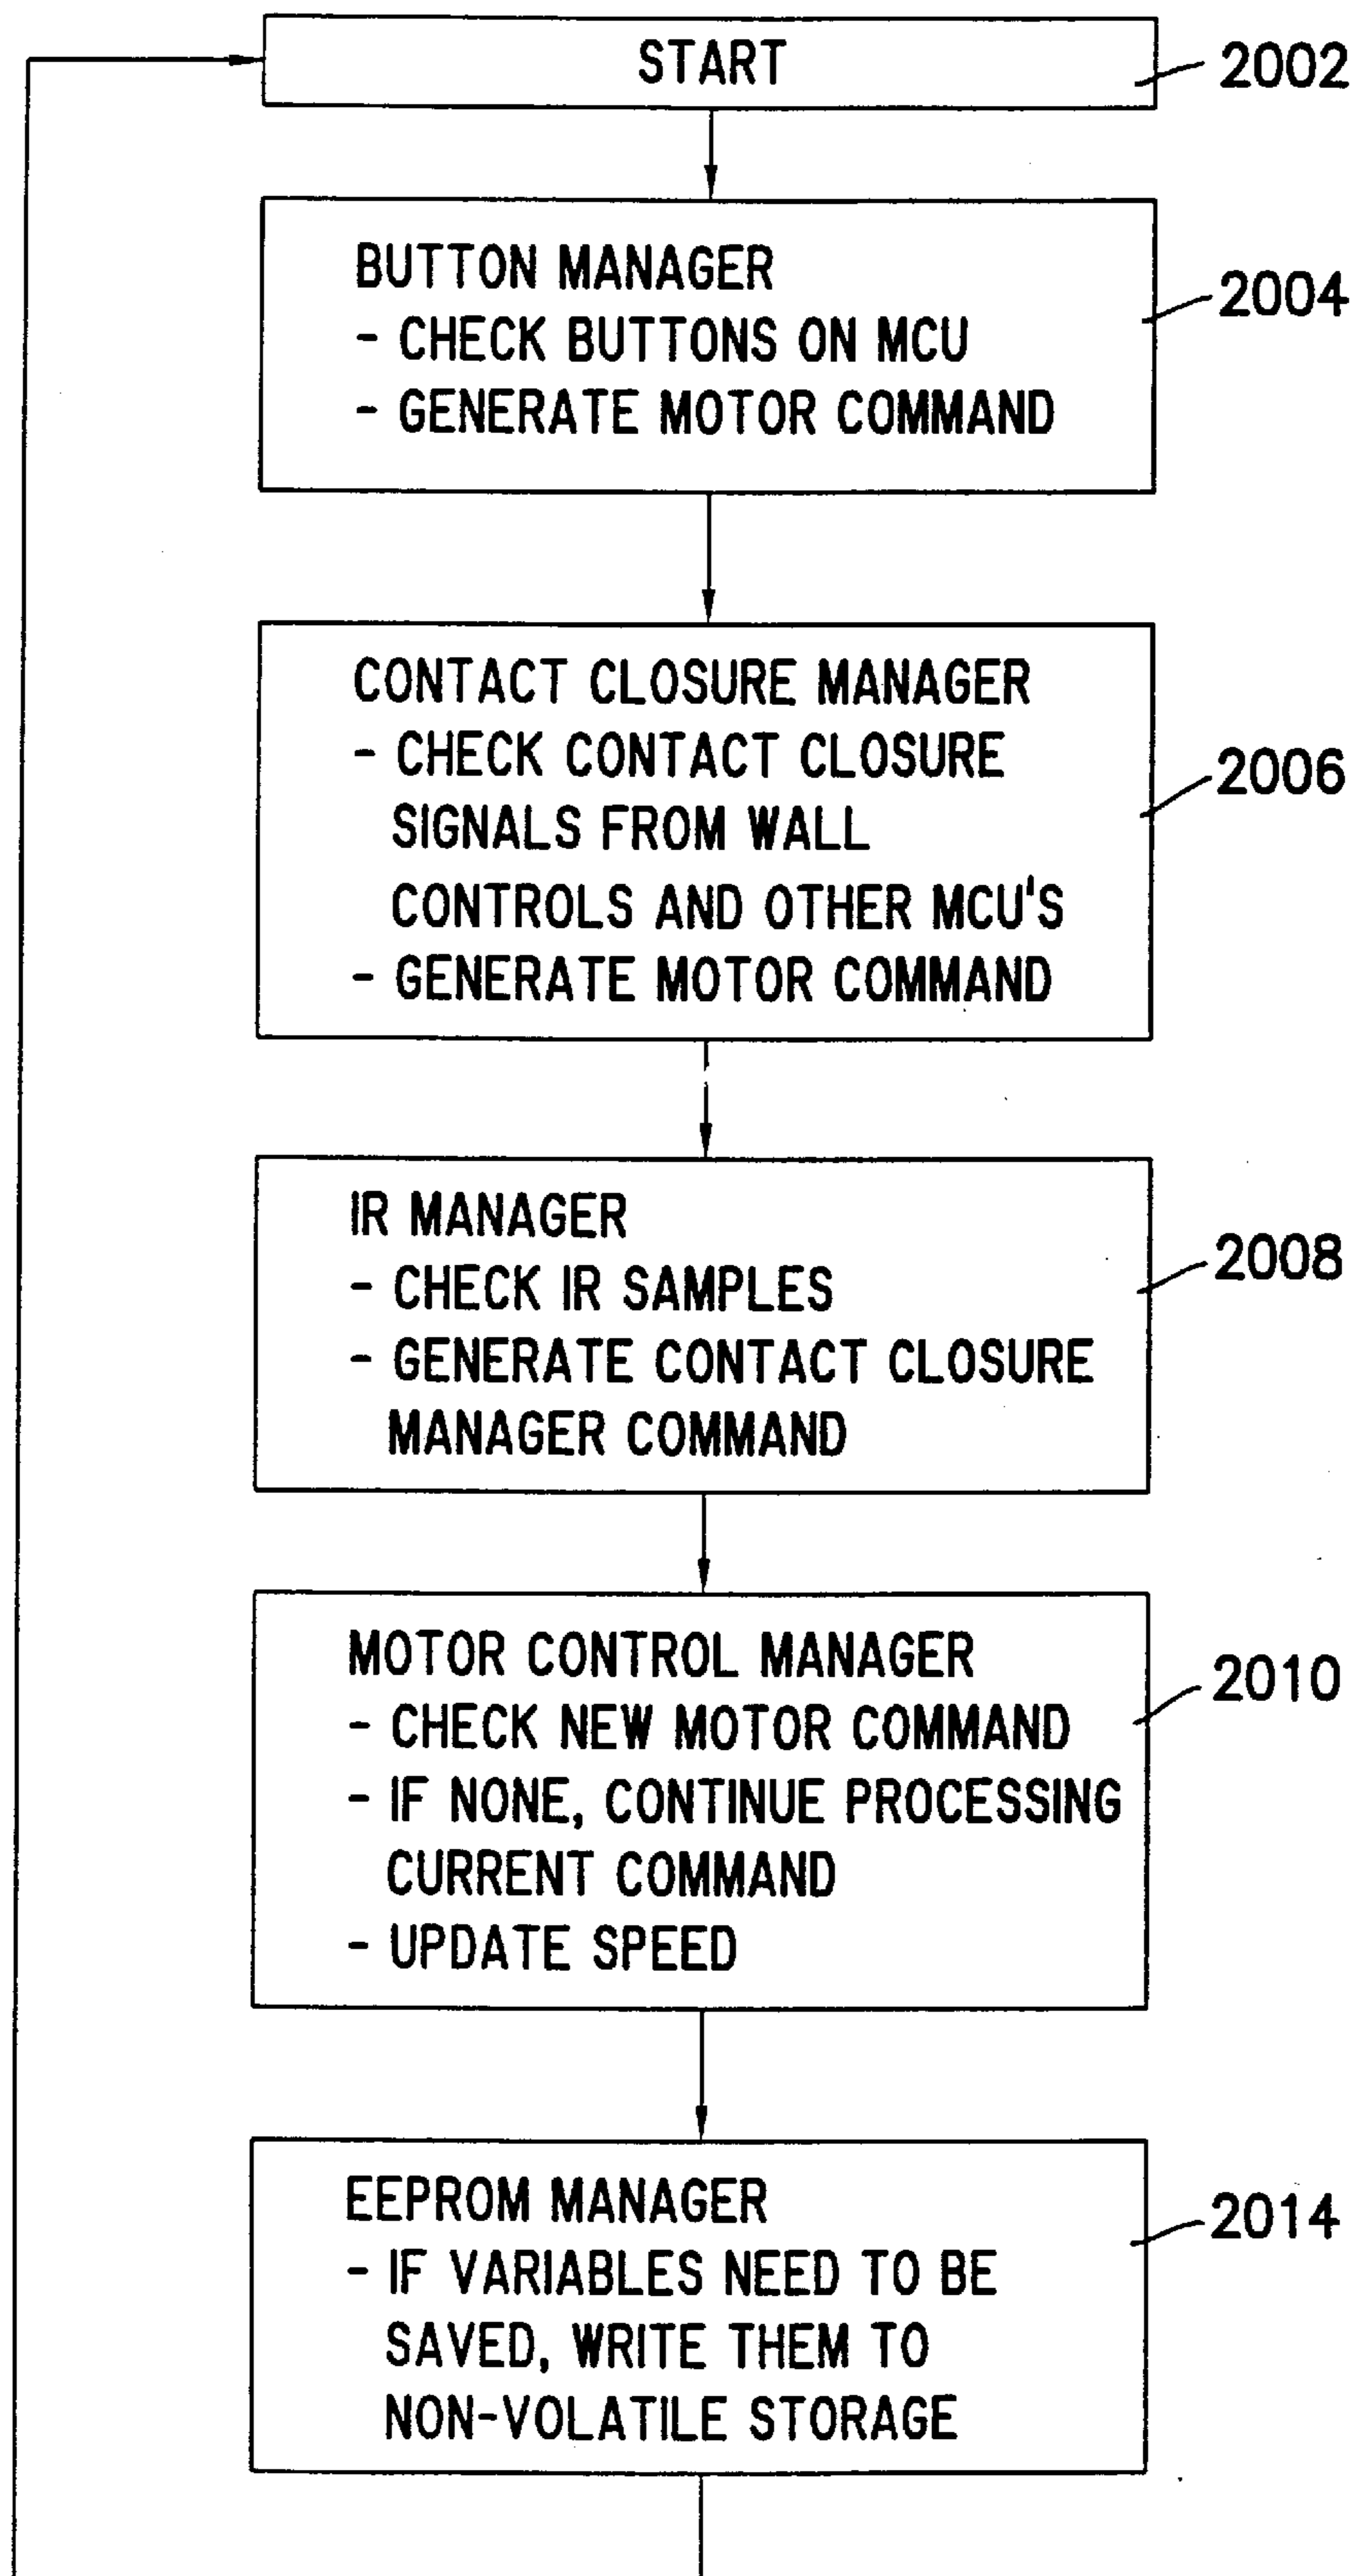 START
2002
BUTTON MANAGER
- CHECK BUTTONS ON MCU
- GENERATE MOTOR COMMAND
2004
CONTACT CLOSURE MANAGER
- CHECK CONTACT CLOSURE
SIGNALS FROM WALL
CONTROLS AND OTHER MCU'S
- GENERATE MOTOR COMMAND
2006
IR MANAGER
- CHECK IR SAMPLES
- GENERATE CONTACT CLOSURE
MANAGER COMMAND
2008
MOTOR CONTROL MANAGER
- CHECK NEW MOTOR COMMAND
- IF NONE, CONTINUE PROCESSING
CURRENT COMMAND
- UPDATE SPEED
2010
EEPROM MANAGER
- IF VARIABLES NEED TO BE
SAVED, WRITE THEM TO
NON-VOLATILE STORAGE
2014